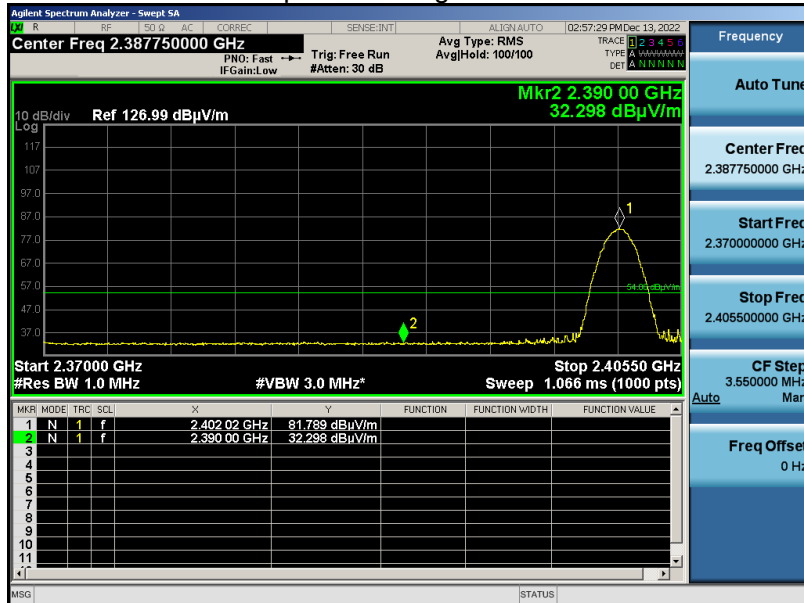 Agilent Spectrum Analyzer - Swept SA
LXI R RF 50 Ω AC CORREC SENSE:INT ALIGN AUTO 02:57:29 PM Dec 13, 2022
Center Freq 2.387750000 GHz
PNO: Fast
IFGain:Low
Trig: Free Run
#Atten: 30 dB
Avg Type: RMS
Avg|Hold: 100/100
TRACE 1 2 3 4 5 6
TYPE A
DET A N N N N N
Mkr2 2.390 00 GHz
32.298 dBµV/m
10 dB/div
Log
Ref 126.99 dBµV/m
117
107
97.0
87.0
77.0
67.0
57.0
47.0
37.0
1
2
Start 2.37000 GHz
Stop 2.40550 GHz
#Res BW 1.0 MHz
#VBW 3.0 MHz*
Sweep 1.066 ms (1000 pts)
MKR MODE TRC SCL X Y FUNCTION FUNCTION WIDTH FUNCTION VALUE
1 N 1 f 2.402 02 GHz 81.789 dBµV/m
2 N 1 f 2.390 00 GHz 32.298 dBµV/m
3
4
5
6
7
8
9
10
11
MSG
STATUS
Frequency
Auto Tune
Center Freq
2.387750000 GHz
Start Freq
2.370000000 GHz
Stop Freq
2.405500000 GHz
CF Step
3.550000 MHz
Auto Man
Freq Offset
0 Hz